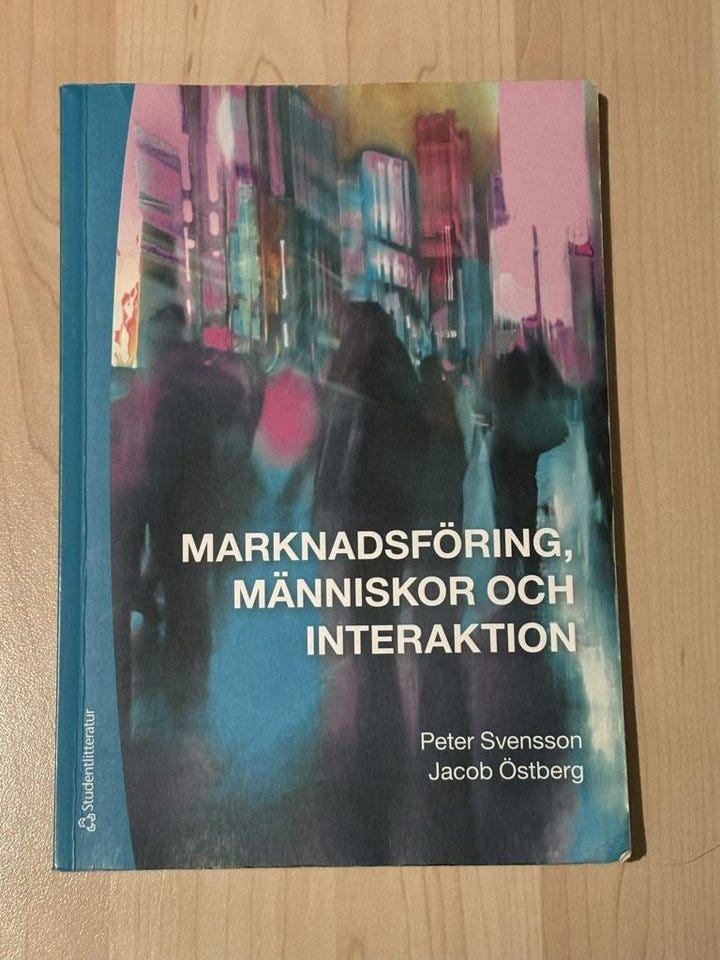 MARKNADSFÖRING,
MÄNNISKOR OCH
INTERAKTION
Peter Svensson
Jacob Östberg
Studentlitteratur